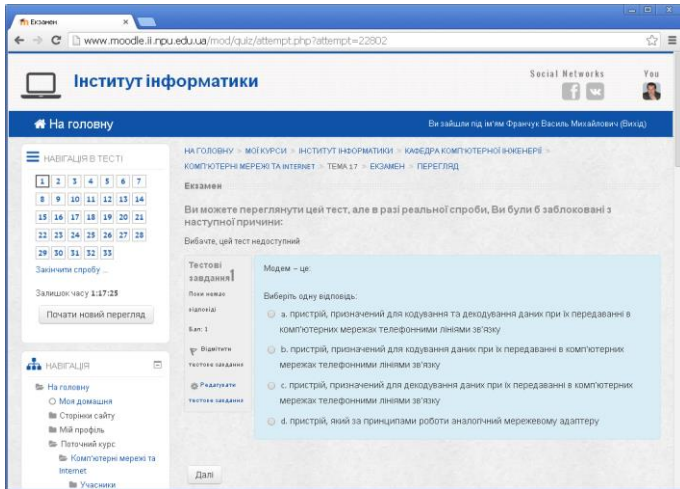 Екзамен
www.moodle.ii.npu.edu.ua/mod/quiz/attempt.php?attempt=22802
Інститут інформатики
Social Networks
You
На головну
Ви зайшли під ім'ям Франчук Василь Михайлович (Вихід)
НАВІГАЦІЯ В ТЕСТІ
1 2 3 4 5 6 7
8 9 10 11 12 13 14
15 16 17 18 19 20 21
22 23 24 25 26 27 28
29 30 31 32 33
Закінчити спробу ...
Залишок часу 1:17:25
Почати новий перегляд
НАВІГАЦІЯ
На головну
Моя домашня
Сторінки сайту
Мій профіль
Поточний курс
Комп'ютерні мережі та
Internet
Учасники
НА ГОЛОВНУ > МОЇ КУРСИ > ІНСТИТУТ ІНФОРМАТИКИ > КАФЕДРА КОМП'ЮТЕРНОЇ ІНЖЕНЕРІЇ >
КОМП'ЮТЕРНІ МЕРЕЖІ ТА INTERNET > ТЕМА 17 > ЕКЗАМЕН > ПЕРЕГЛЯД
Екзамен
Ви можете переглянути цей тест, але в разі реальної спроби, Ви були б заблоковані з
наступної причини:
Вибачте, цей тест недоступний
Тестові
завдання 1
Поки немає
відповіді
Бал: 1
Відмітити
тестове завдання
Редагувати
тестове завдання
Модем – це:
Виберіть одну відповідь:
a. пристрій, призначений для кодування та декодування даних при їх передаванні в
комп'ютерних мережах телефонними лініями зв'язку
b. пристрій, призначений для кодування даних при їх передаванні в комп'ютерних
мережах телефонними лініями зв'язку
c. пристрій, призначений для декодування даних при їх передаванні в комп'ютерних
мережах телефонними лініями зв'язку
d. пристрій, який за принципами роботи аналогічний мережевому адаптеру
Далі